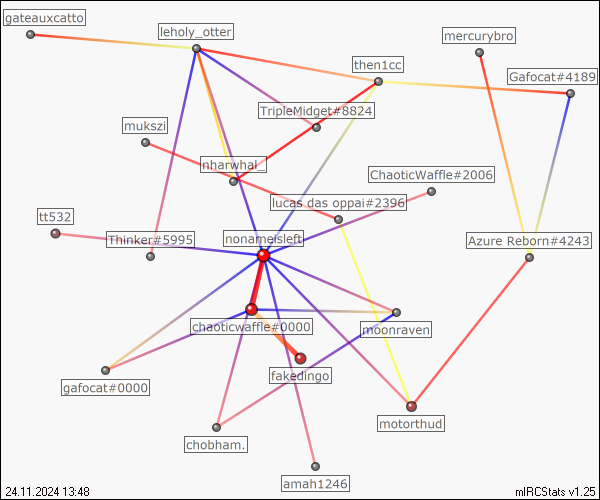 gateauxcatto
leholy_otter
mercurybro
then1cc
Gafocat#4189
TripleMidget#8824
mukszi
nharwhal_
ChaoticWaffle#2006
lucas das oppai#2396
tt532
Thinker#5995
nonameisleft
Azure Reborn#4243
chaoticwaffle#0000
moonraven
fakedingo
gafocat#0000
motorthud
chobham.
amah1246
24.11.2024 13:48
mIRCStats v1.25